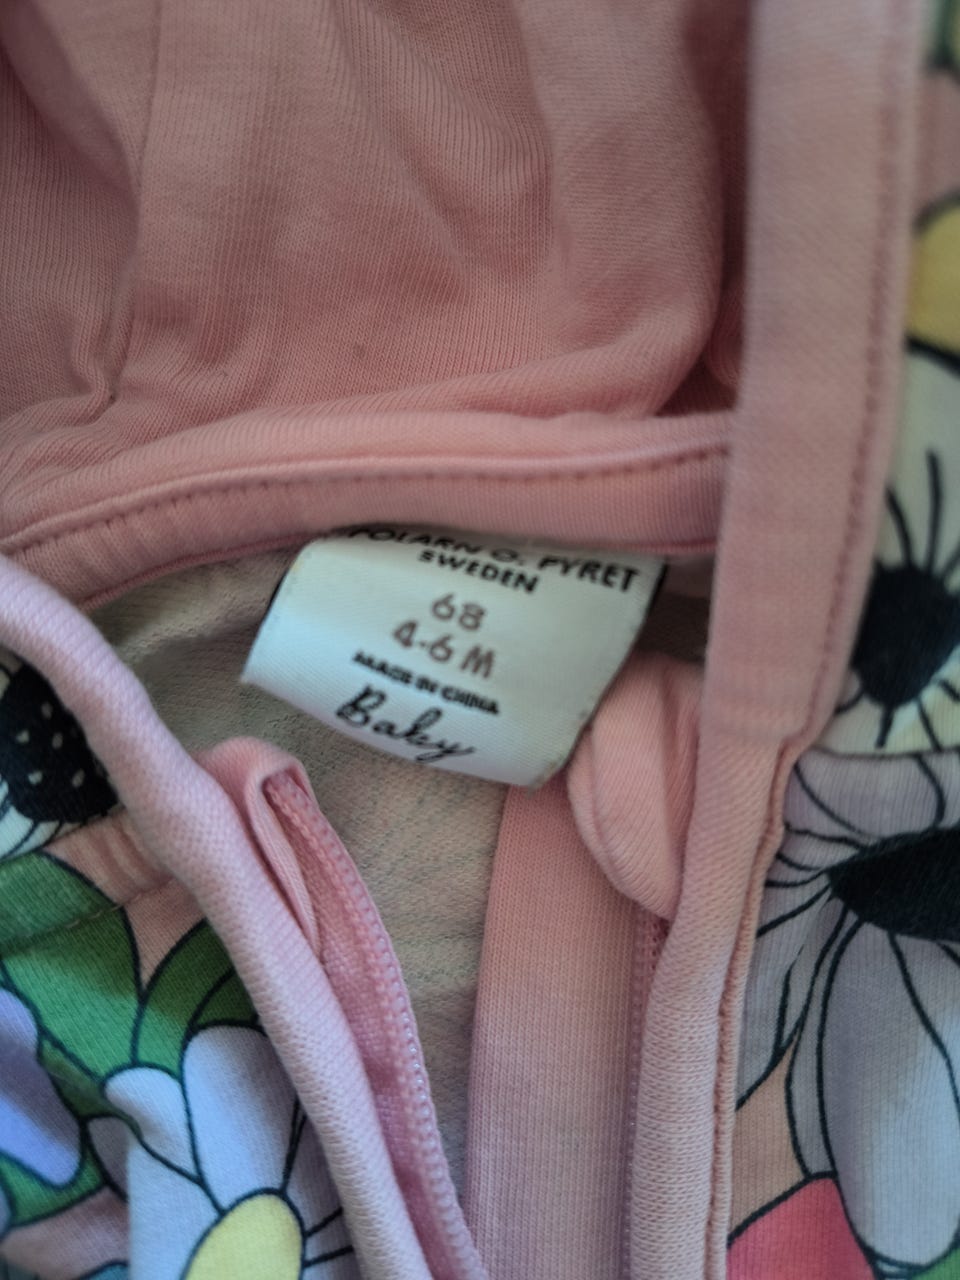 POLARN O. PYRET
SWEDEN
68
4-6 M
MADE IN CHINA
Baby